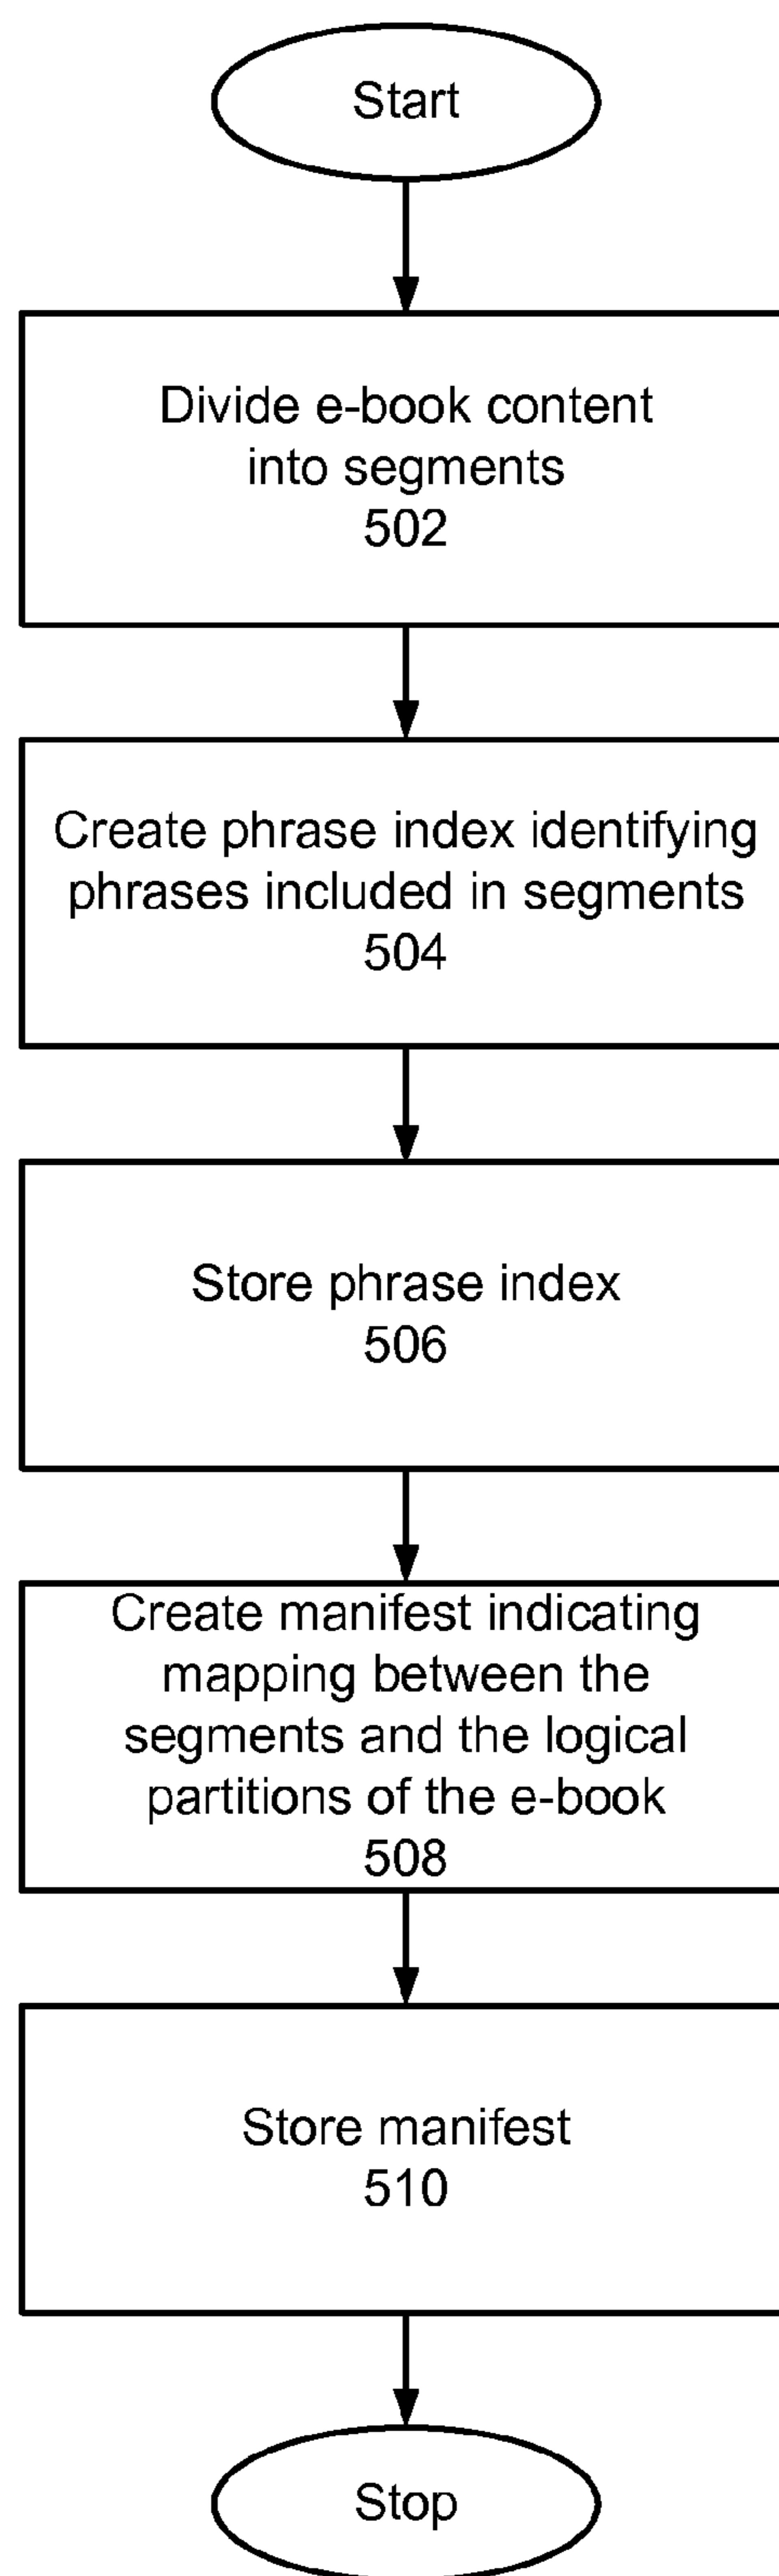 Start
Divide e-book content
into segments
502
Create phrase index identifying
phrases included in segments
504
Store phrase index
506
Create manifest indicating
mapping between the
segments and the logical
partitions of the e-book
508
Store manifest
510
Stop